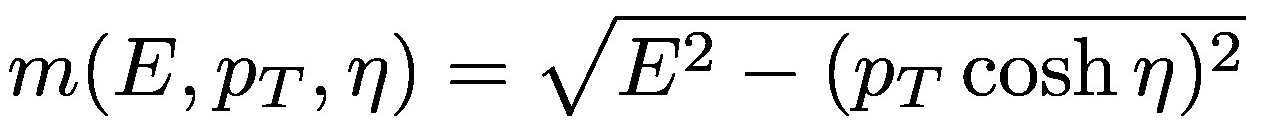 m(E, p_T, η) = √(E² − (p_T cosh η)²)